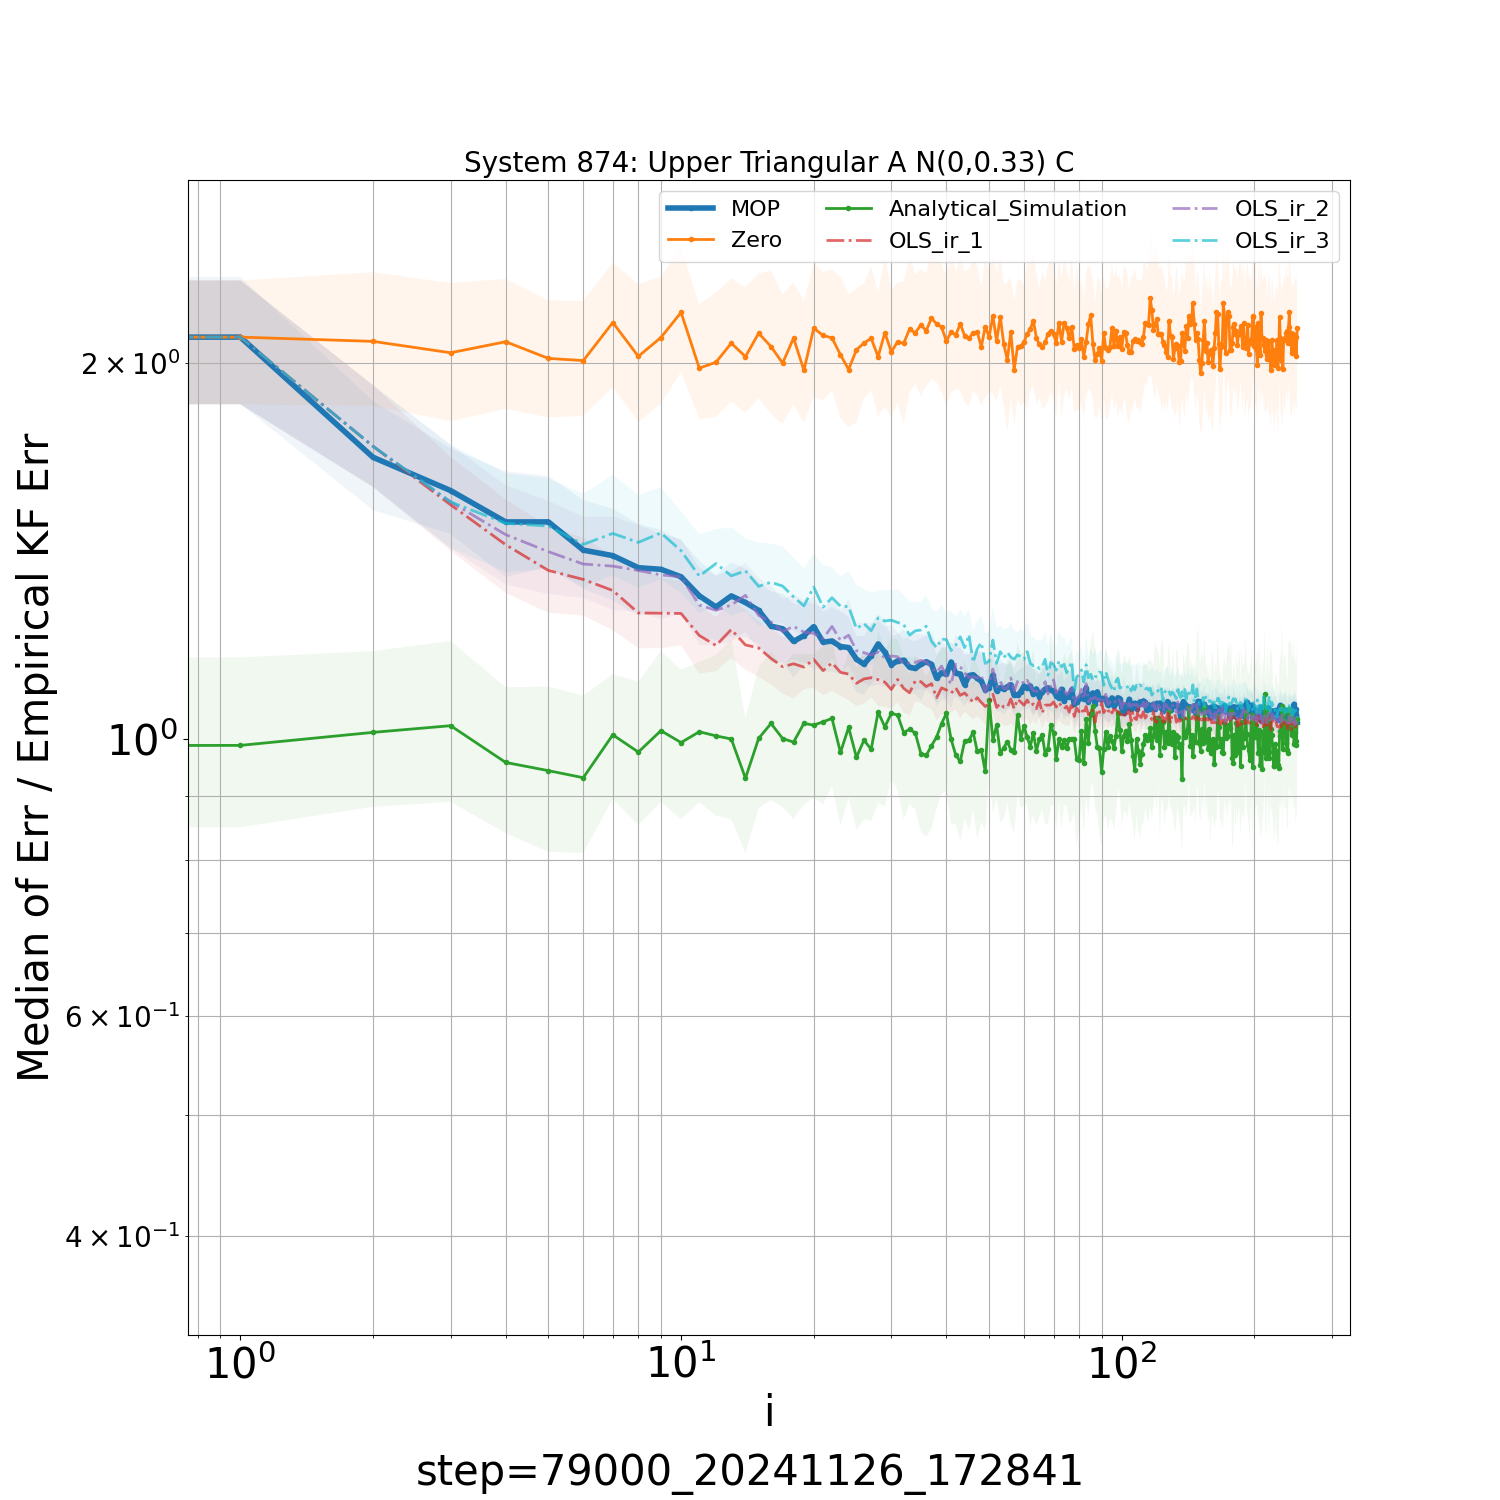 System 874: Upper Triangular A N(0,0.33) C
MOP
Zero
Analytical_Simulation
OLS_ir_1
OLS_ir_2
OLS_ir_3
Median of Err / Empirical KF Err
2 × 10⁰
10⁰
6 × 10⁻¹
4 × 10⁻¹
10⁰ 10¹ 10²
i
step=79000_20241126_172841